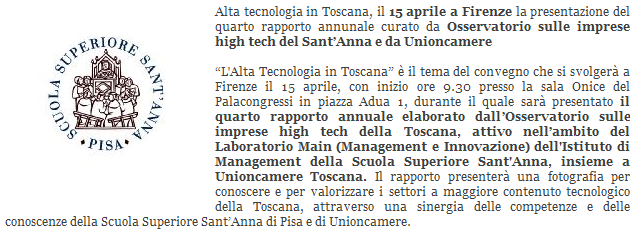 Alta tecnologia in Toscana, il 15 aprile a Firenze la presentazione del
quarto rapporto annunale curato da Osservatorio sulle imprese
high tech del Sant’Anna e da Unioncamere
SCUOLA SUPERIORE SANT'ANNA
• PISA •
“L'Alta Tecnologia in Toscana” è il tema del convegno che si svolgerà a
Firenze il 15 aprile, con inizio ore 9.30 presso la sala Onice del
Palacongressi in piazza Adua 1, durante il quale sarà presentato il
quarto rapporto annuale elaborato dall’Osservatorio sulle
imprese high tech della Toscana, attivo nell’ambito del
Laboratorio Main (Management e Innovazione) dell'Istituto di
Management della Scuola Superiore Sant'Anna, insieme a
Unioncamere Toscana. Il rapporto presenterà una fotografia per
conoscere e per valorizzare i settori a maggiore contenuto tecnologico
della Toscana, attraverso una sinergia delle competenze e delle
conoscenze della Scuola Superiore Sant’Anna di Pisa e di Unioncamere.